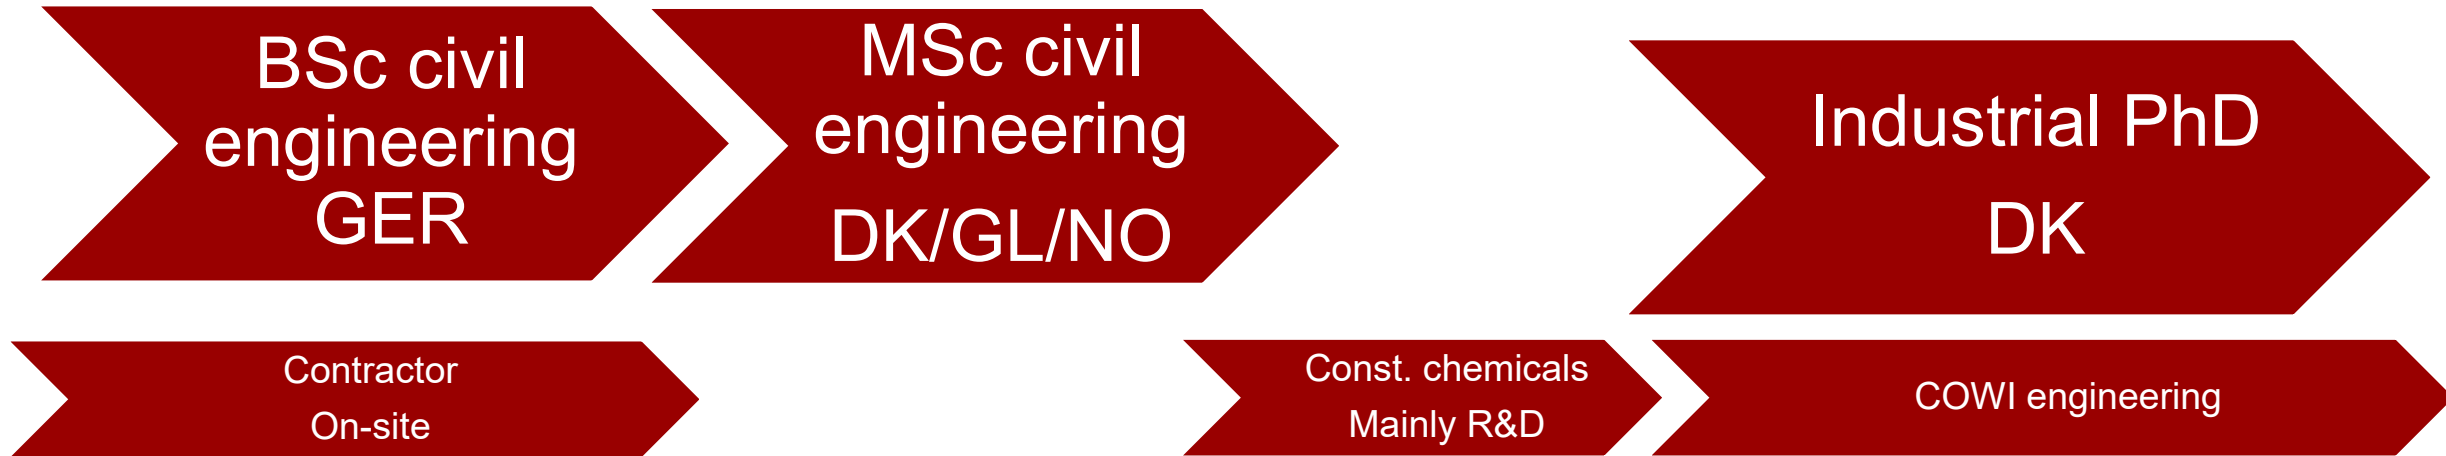 BSc civil
engineering
GER
MSc civil
engineering
DK/GL/NO
Industrial PhD
DK
Contractor
On-site
Const. chemicals
Mainly R&D
COWI engineering